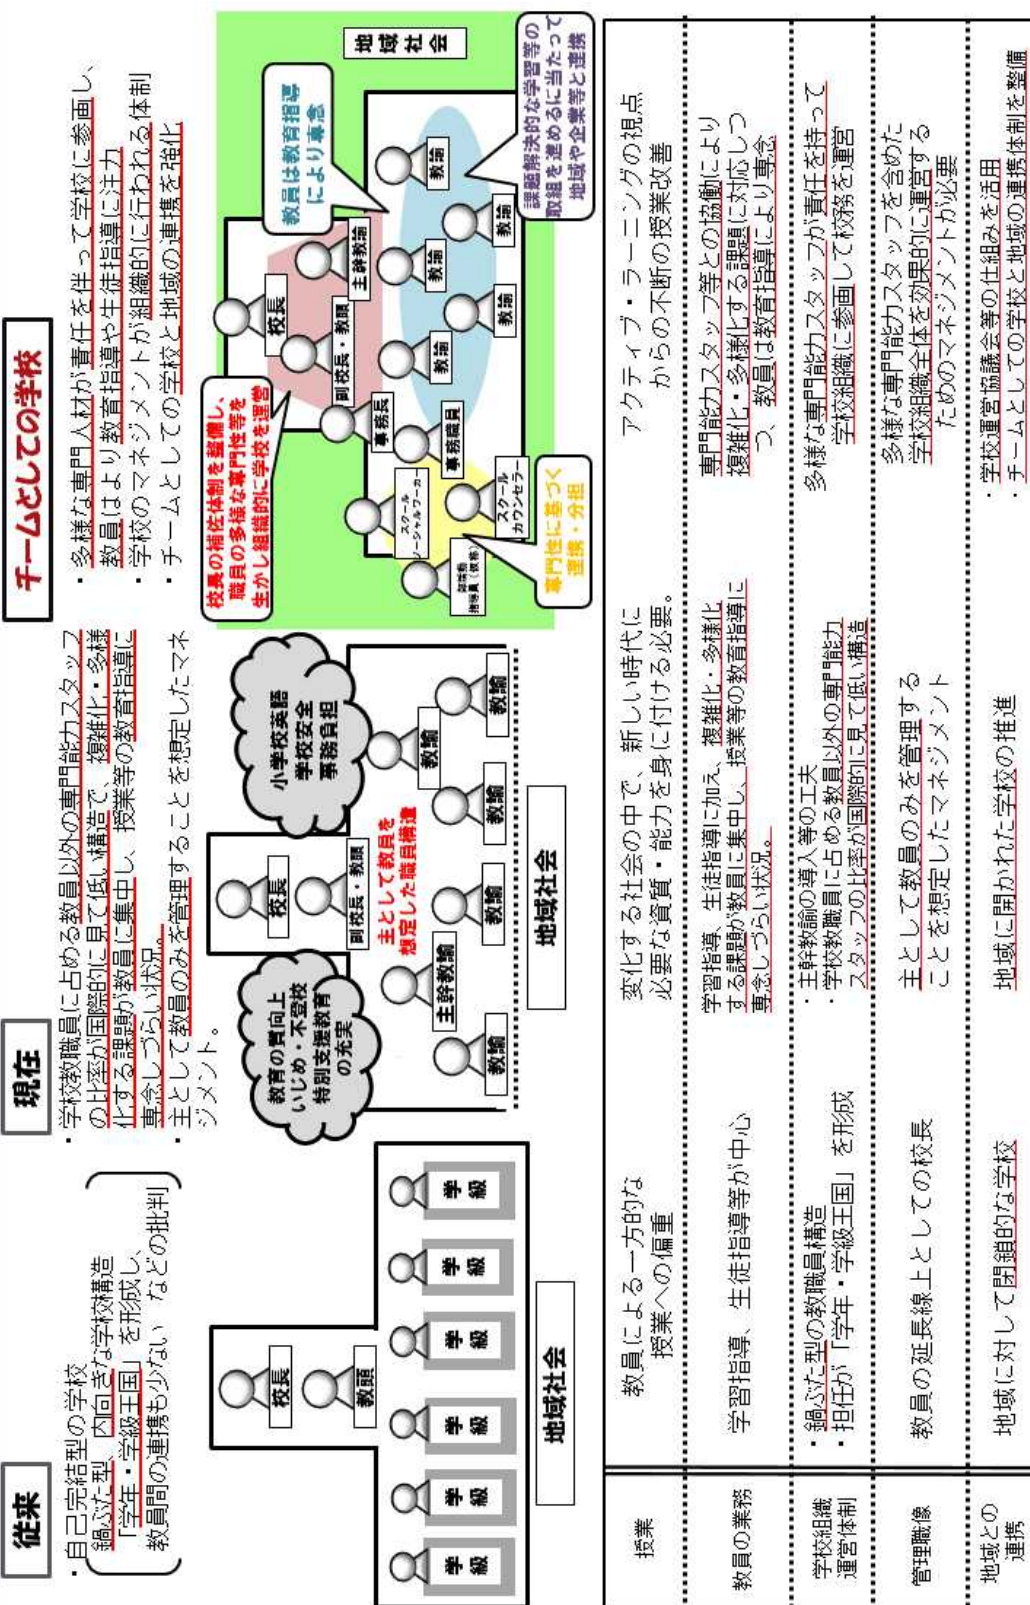 従来
・自己完結型の学校
鍋ぶた型、内向きな学校構造
「学年・学級王国」を形成し、
教員間の連携も少ない などの批判
校長
教頭
学級
学級
学級
学級
学級
学級
地域社会
現在
・学校教職員に占める教員以外の専門能力スタッフ
の比率が国際的に見て低い構造で、複雑化・多様
化する課題が教員に集中し、授業等の教育指導に
専念しづらい状況。
・主として教員のみを管理することを想定したマネ
ジメント。
教育の質向上
いじめ・不登校
特別支援教育
の充実
校長
副校長・教頭
小学校英語
学校安全
事務負担
主として教員を
想定した職員構造
教諭
主幹教諭
教諭
教諭
教諭
教諭
地域社会
チームとしての学校
・多様な専門人材が責任を伴って学校に参画し、
教員はより教育指導や生徒指導に注力
・学校のマネジメントが組織的に行われる体制
・チームとしての学校と地域の連携を強化
校長の補佐体制を整備し、
職員の多様な専門性等を
生かし組織的に学校を運営
校長
副校長・教頭
主幹教諭
教員は教育指導
により専念
地域社会
事務長
事務職員
教諭
教諭
教諭
教諭
教諭
スクール
ソーシャルワーカー
スクール
カウンセラー
部活動
指導員(仮称)
専門性に基づく
連携・分担
課題解決的な学習等の
取組を進めるに当たって
地域や企業等と連携
授業
教員による一方的な
授業への偏重
変化する社会の中で、新しい時代に
必要な資質・能力を身に付ける必要。
アクティブ・ラーニングの視点
からの不断の授業改善
教員の業務
学習指導、生徒指導等が中心
学習指導、生徒指導に加え、複雑化・多様化
する課題が教員に集中し、授業等の教育指導に
専念しづらい状況。
専門能力スタッフ等との協働により
複雑化・多様化する課題に対応しつ
つ、教員は教育指導により専念
学校組織
運営体制
・鍋ぶた型の教職員構造
・担任が「学年・学級王国」を形成
・主幹教諭の導入等の工夫
・学校教職員に占める教員以外の専門能力
スタッフの比率が国際的に見て低い構造
多様な専門能力スタッフが責任を持って
学校組織に参画して校務を運営
管理職像
教員の延長線上としての校長
主として教員のみを管理する
ことを想定したマネジメント
多様な専門能力スタッフを含めた
学校組織全体を効果的に運営する
ためのマネジメントが必要
地域との
連携
地域に対して閉鎖的な学校
地域に開かれた学校の推進
・学校運営協議会等の仕組みを活用
・チームとしての学校と地域の連携体制を整備